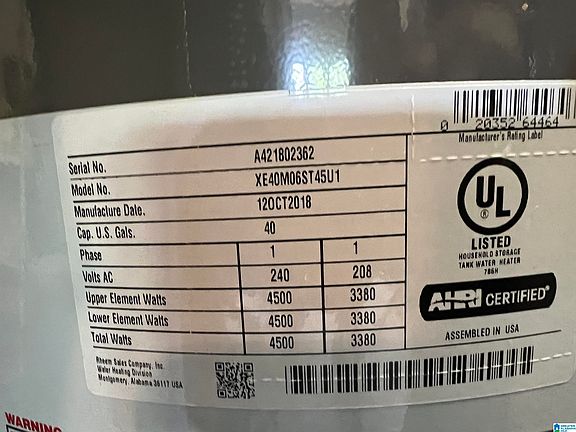 0 20352 64464
Manufacturer's Rating Label
Serial No. A421802362
Model No. XE40M06ST45U1
Manufacture Date. 12OCT2018
Cap. U.S. Gals. 40
Phase 1 1
Volts AC 240 208
Upper Element Watts 4500 3380
Lower Element Watts 4500 3380
Total Watts 4500 3380
Rheem Sales Company, Inc.
Water Heating Division
Montgomery, Alabama 36117 USA
UL ®
LISTED
HOUSEHOLD STORAGE
TANK WATER HEATER
786H
AHRI CERTIFIED®
ASSEMBLED IN USA
WARNING